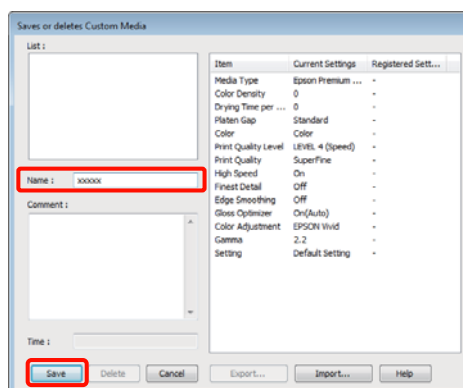 Saves or deletes Custom Media
List :
Item Current Settings Registered Sett...
Media Type Epson Premium ... -
Color Density 0 -
Drying Time per ... 0 -
Platen Gap Standard -
Color Color -
Print Quality Level LEVEL 4 (Speed) -
Print Quality SuperFine -
High Speed On -
Finest Detail Off -
Edge Smoothing Off -
Gloss Optimizer On(Auto) -
Color Adjustment EPSON Vivid -
Gamma 2.2 -
Setting Default Setting -
Name : xxxxx
Comment :
Time :
Save Delete Cancel Export... Import... Help